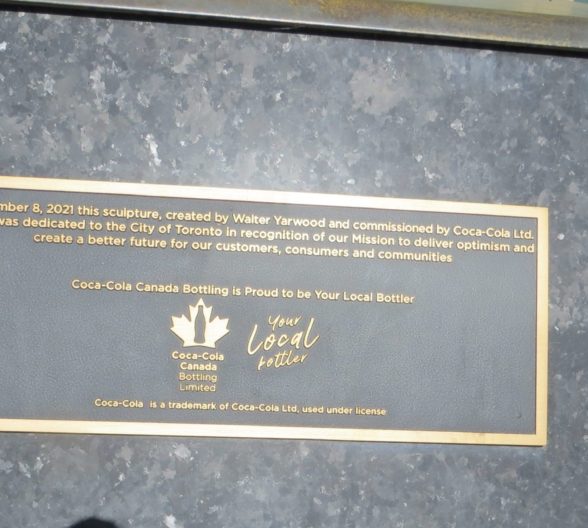 8, 2021 this sculpture, created by Walter Yarwood and commissioned by Coca-Cola Ltd.
was dedicated to the City of Toronto in recognition of our Mission to deliver optimism and
create a better future for our customers, consumers and communities
Coca-Cola Canada Bottling is Proud to be Your Local Bottler
Coca-Cola
Canada
Bottling
Limited
Your
Local
bottler
Coca-Cola is a trademark of Coca-Cola Ltd, used under license